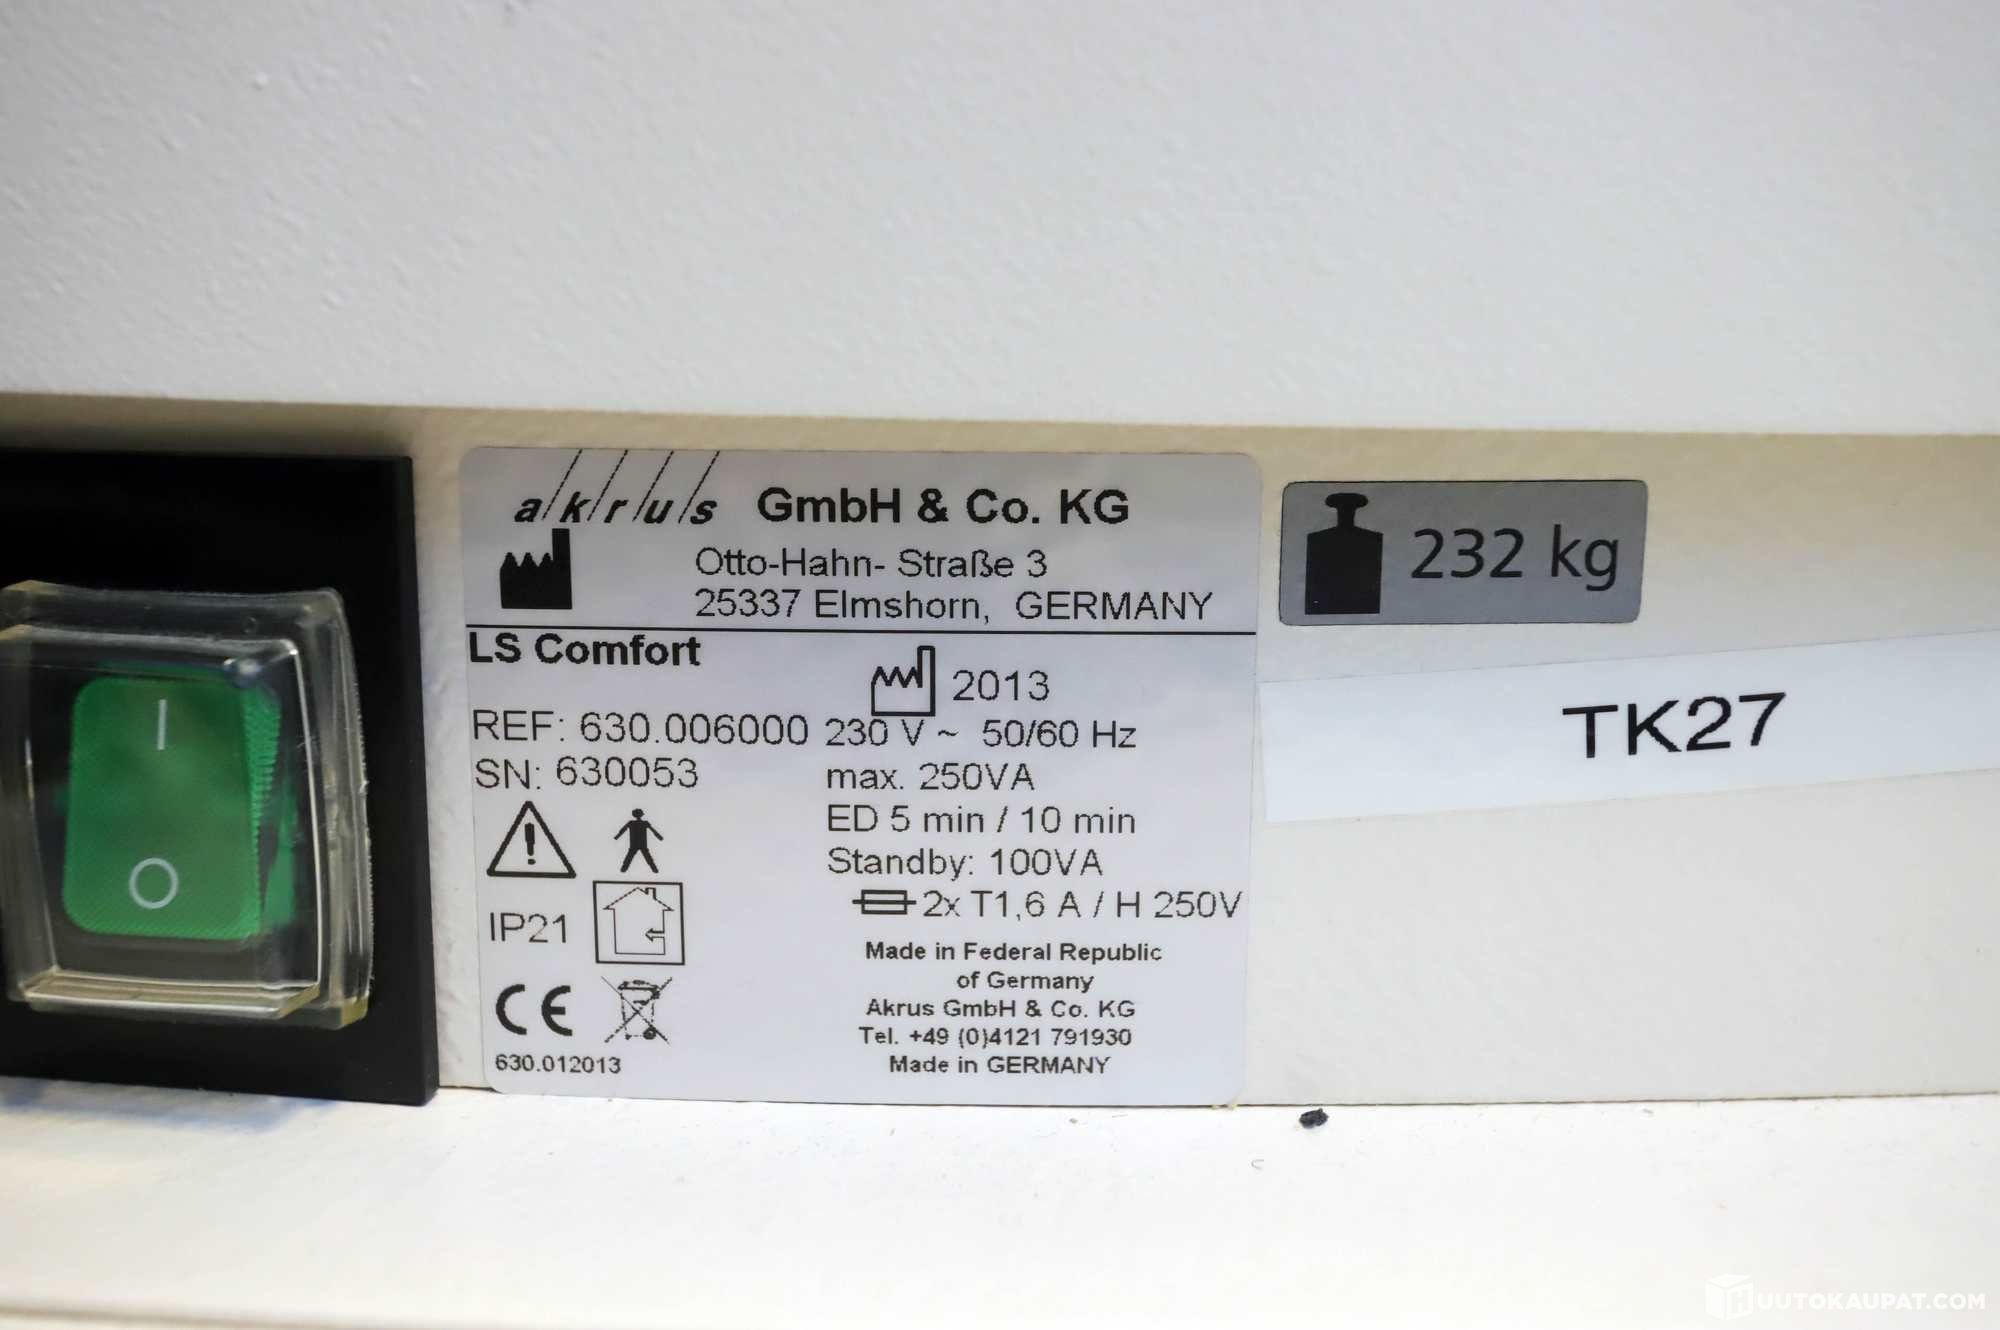 akrus GmbH & Co. KG
Otto-Hahn- Straße 3
25337 Elmshorn, GERMANY
LS Comfort
2013
REF: 630.006000 230 V ~ 50/60 Hz
SN: 630053
max. 250VA
ED 5 min / 10 min
Standby: 100VA
IP21
2x T1,6 A / H 250V
Made in Federal Republic
of Germany
Akrus GmbH & Co. KG
Tel. +49 (0)4121 791930
Made in GERMANY
CE
630.012013
232 kg
TK27
I
O
HUUTOKAUPAT.COM